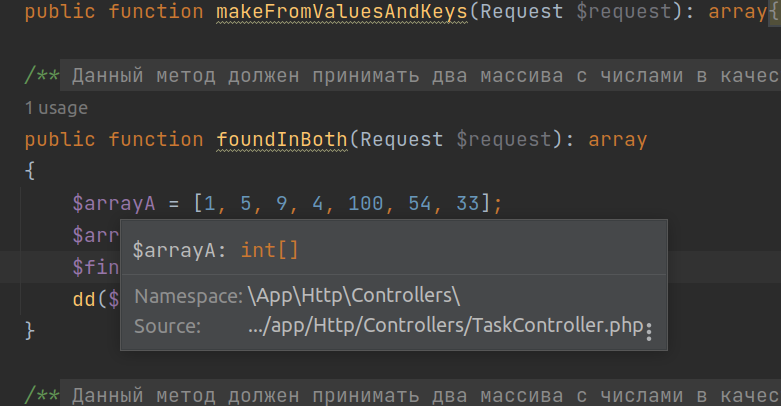 public function makeFromValuesAndKeys(Request $request): array{
/** Данный метод должен принимать два массива с числами в качес
1 usage
public function foundInBoth(Request $request): array
{
$arrayA = [1, 5, 9, 4, 100, 54, 33];
$arr
$arrayA: int[]
$fin
Namespace: \App\Http\Controllers\
dd($
Source: .../app/Http/Controllers/TaskController.php
}
/** Данный метод должен принимать два массива с числами в качес